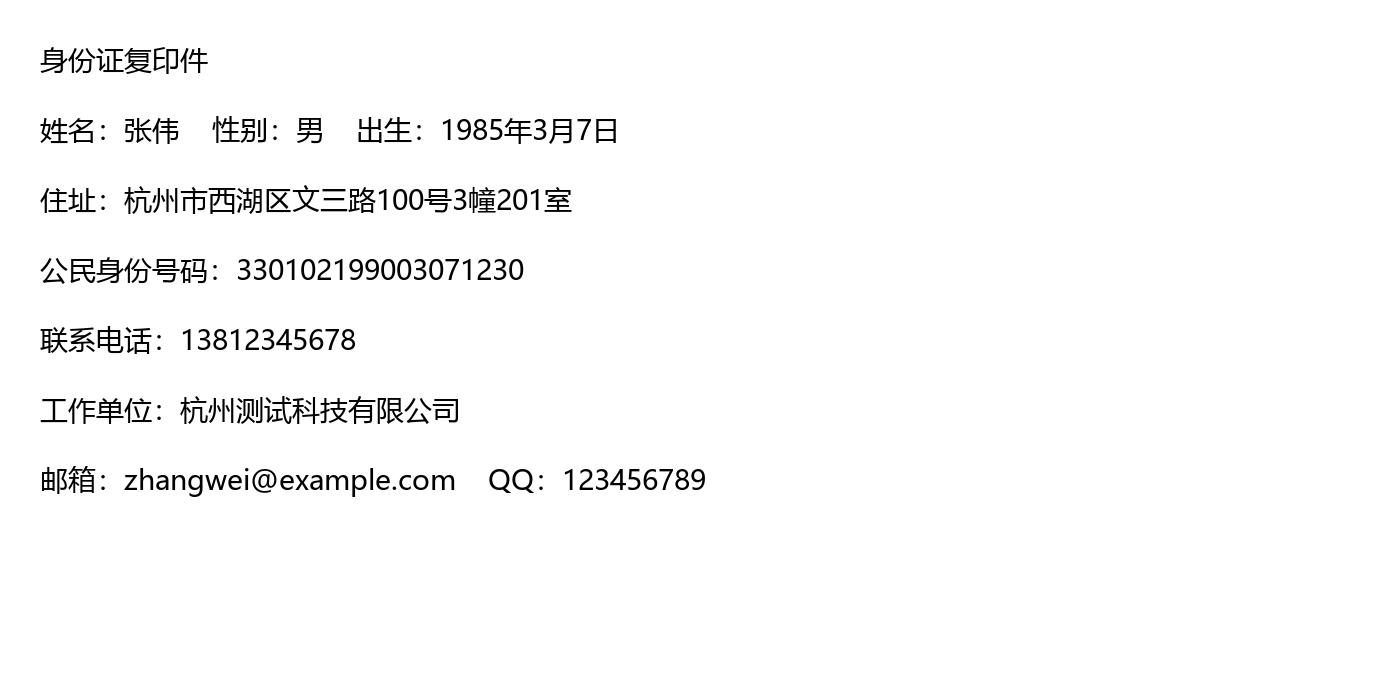 身份证复印件
姓名：张伟  性别：男  出生：1985年3月7日
住址：杭州市西湖区文三路100号3幢201室
公民身份号码：330102199003071230
联系电话：13812345678
工作单位：杭州测试科技有限公司
邮箱：zhangwei@example.com  QQ：123456789